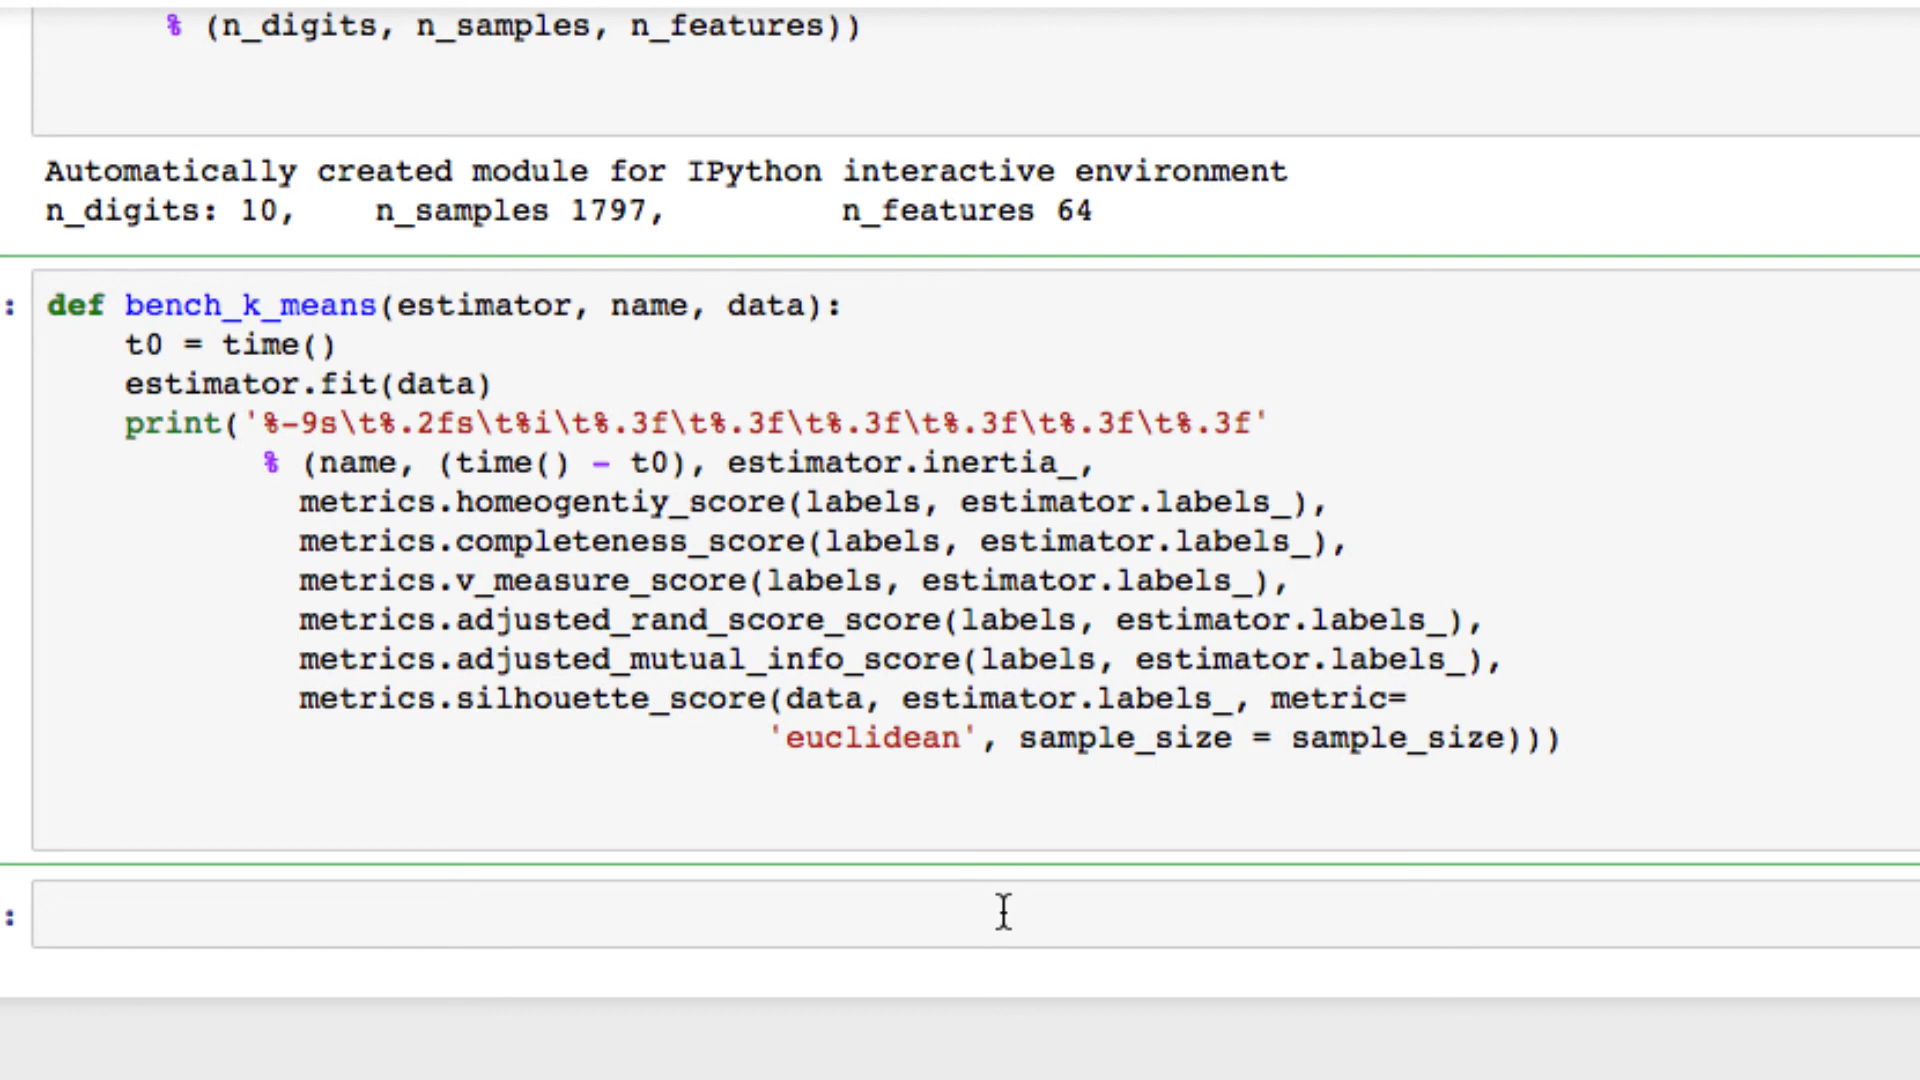 % (n_digits, n_samples, n_features))
Automatically created module for IPython interactive environment
n_digits: 10,    n_samples 1797,         n_features 64
: def bench_k_means(estimator, name, data):
    t0 = time()
    estimator.fit(data)
    print('%-9s\t%.2fs\t%i\t%.3f\t%.3f\t%.3f\t%.3f\t%.3f\t%.3f'
           % (name, (time() - t0), estimator.inertia_,
             metrics.homeogentiy_score(labels, estimator.labels_),
             metrics.completeness_score(labels, estimator.labels_),
             metrics.v_measure_score(labels, estimator.labels_),
             metrics.adjusted_rand_score_score(labels, estimator.labels_),
             metrics.adjusted_mutual_info_score(labels, estimator.labels_),
             metrics.silhouette_score(data, estimator.labels_, metric=
                                     'euclidean', sample_size = sample_size)))
: